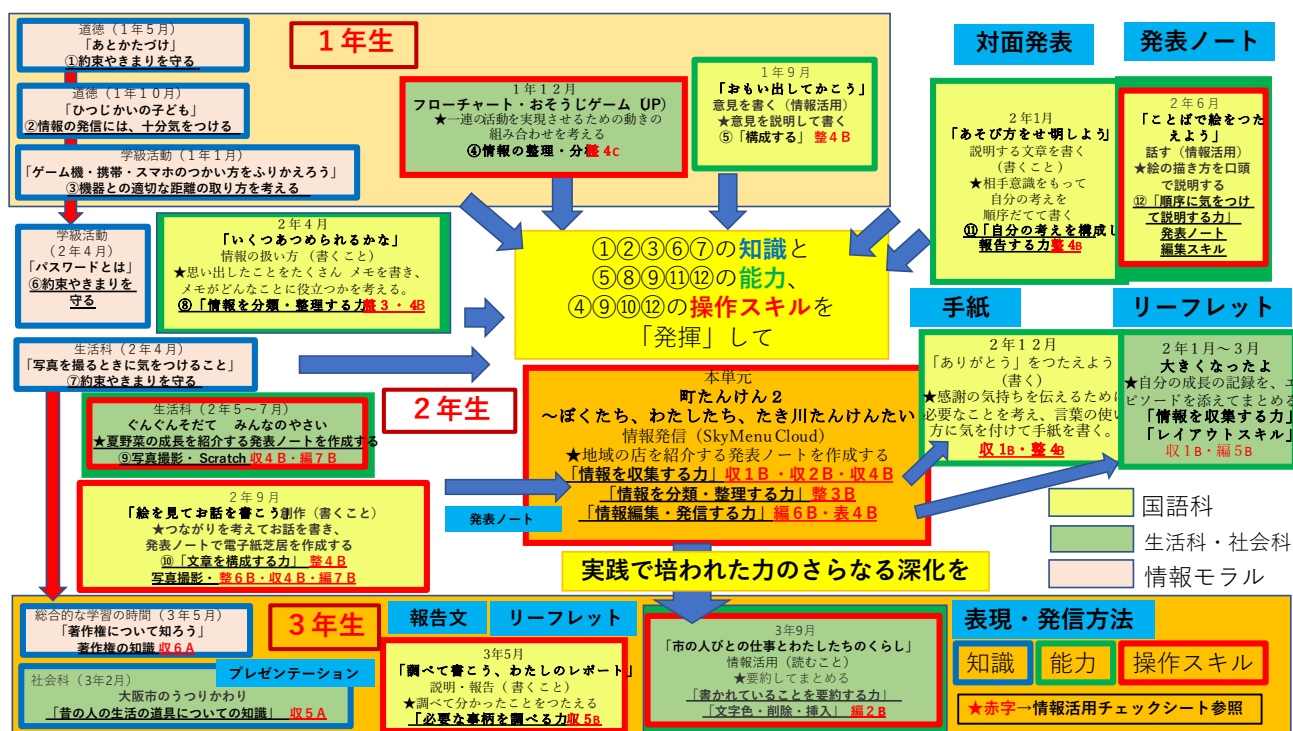 道徳（１年５月）
「あとかたづけ」
①約束やきまりを守る
１年生
道徳（１年１０月）
「ひつじかいの子ども」
②情報の発信には、十分気をつける
学級活動（１年１月）
「ゲーム機・携帯・スマホのつかい方をふりかえろう」
③機器との適切な距離の取り方を考える
１年１２月
フローチャート・おそうじゲーム（JP）
★一連の活動を実現させるための動きの
組み合わせを考える
④情報の整理・分整４C
１年９月
「おもい出してかこう」
意見を書く（情報活用）
★意見を説明して書く
⑤「構成する」 整４B
対面発表
２年1月
「あそび方をせ明しよう」
説明する文章を書く
（書くこと）
★相手意識をもって
自分の考えを
順序だてて書く
⑪「自分の考えを構成し
報告する力」整４B
発表ノート
２年６月
「ことばで絵をつた
えよう」
話す（情報活用）
★絵の描き方を口頭
で説明する
⑫「順序に気をつけ
て説明する力」
発表ノート
編集スキル
学級活動
（２年４月）
「パスワードとは」
⑥約束やきまりを
守る
２年４月
「いくつあつめられるかな」
情報の扱い方（書くこと）
★思い出したことをたくさん メモを書き、
メモがどんなことに役立つかを考える。
⑧「情報を分類・整理する力」整３・４B
①②③⑥⑦の知識と
⑤⑧⑨⑪⑫の能力、
④⑨⑩⑫の操作スキルを
「発揮」して
生活科（２年４月）
「写真を撮るときに気をつけること」
⑦約束やきまりを守る
２年生
生活科（２年５～７月）
ぐんぐんそだて みんなのやさい
★夏野菜の成長を紹介する発表ノートを作成する
⑨写真撮影・Scratch 収４B・編７B
２年９月
「絵を見てお話を書こう」創作（書くこと）
★つながりを考えてお話を書き、
発表ノートで電子紙芝居を作成する
⑩「文章を構成する力」 整４B
写真撮影・整６B・収４B・編７B
発表ノート
本単元
町たんけん２
～ぼくたち、わたしたち、たき川たんけんたい
情報発信（SkyMenu Cloud）
★地域の店を紹介する発表ノートを作成する
「情報を収集する力」収１B・収２B・収４B
「情報を分類・整理する力」整３B
「情報編集・発信する力」編６B・表４B
手紙
２年１２月
「ありがとう」をつたえよう
（書く）
★感謝の気持ちを伝えるために
必要なことを考え、言葉の使い
方に気を付けて手紙を書く。
収１B・整４B
リーフレット
２年１月～３月
大きくなったよ
★自分の成長の記録を、エ
ピソードを添えてまとめる
「情報を収集する力」
「レイアウトスキル」
収１B・編５B
国語科
生活科・社会科
情報モラル
実践で培われた力のさらなる深化を
総合的な学習の時間（３年５月）
「著作権について知ろう」
著作権の知識 収６A
３年生
プレゼンテーション
社会科（３年２月）
大阪市のうつりかわり
「昔の人の生活の道具についての知識」 収５A
報告文
リーフレット
３年５月
「調べて書こう、わたしのレポート」
説明・報告（書くこと）
★調べて分かったことをつたえる
「必要な事柄を調べる力」収５B
３年９月
「市の人びとの仕事とわたしたちのくらし」
情報活用（読むこと）
★要約してまとめる
「書かれていることを要約する力」
「文字色・削除・挿入」 編２B
表現・発信方法
知識
能力
操作スキル
★赤字→情報活用チェックシート参照